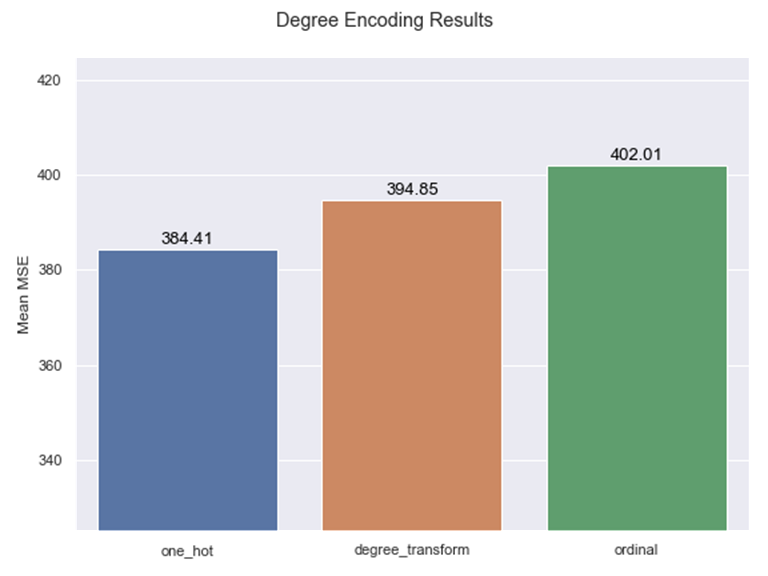 Degree Encoding Results
420
400
380
360
340
Mean MSE
384.41
394.85
402.01
one_hot
degree_transform
ordinal